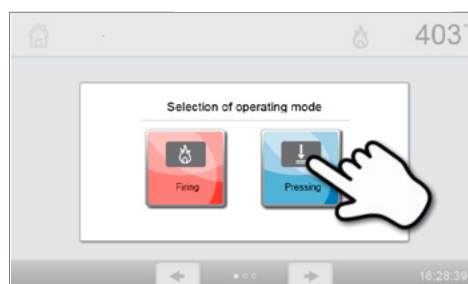 403°
Selection of operating mode
Firing
Pressing
16:28:39